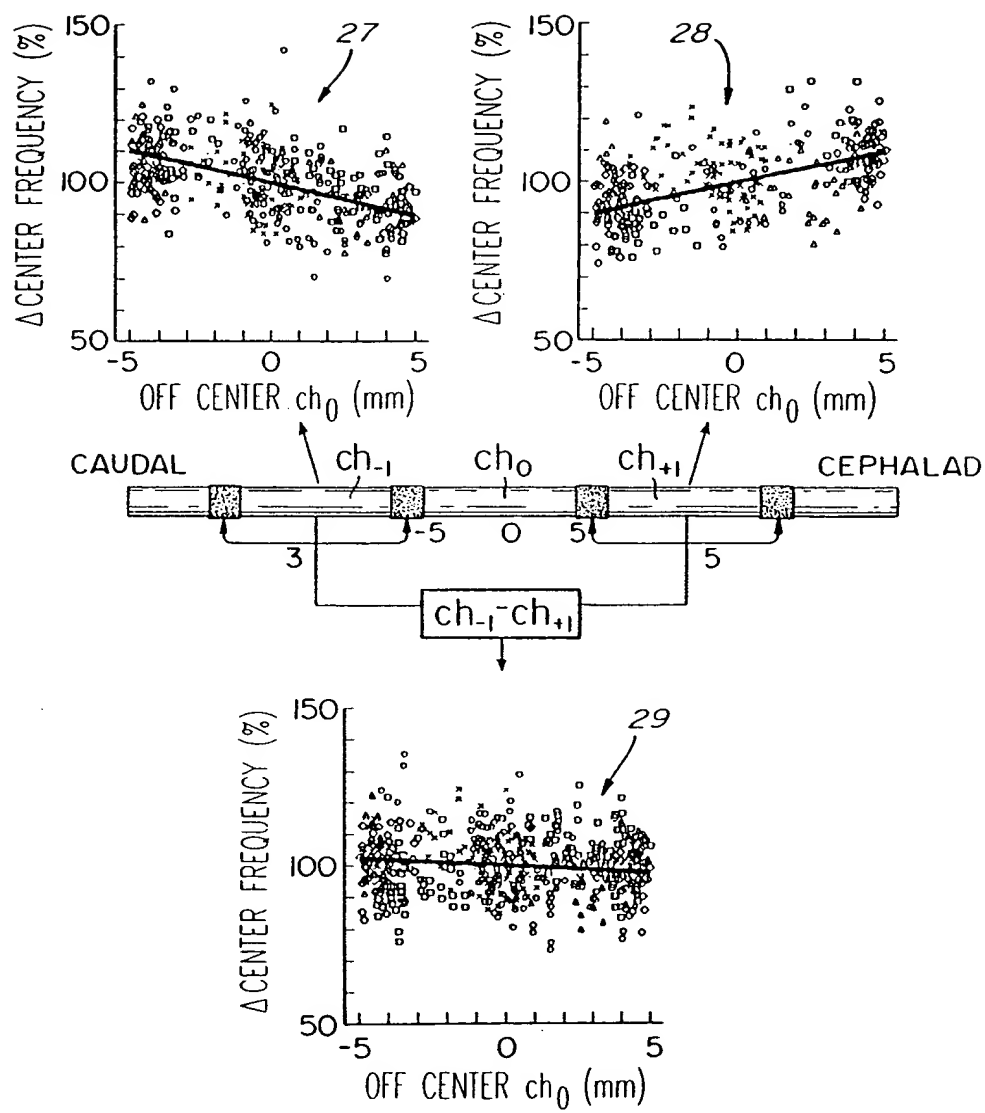 150
100
50
ΔCENTER FREQUENCY (%)
27
-5 0 5
OFF CENTER ch0 (mm)
150
100
50
ΔCENTER FREQUENCY (%)
28
-5 0 5
OFF CENTER ch0 (mm)
CAUDAL ch-1 ch0 ch+1 CEPHALAD
-5 0 5
3 5
ch-1-ch+1
150
100
50
ΔCENTER FREQUENCY (%)
29
-5 0 5
OFF CENTER ch0 (mm)